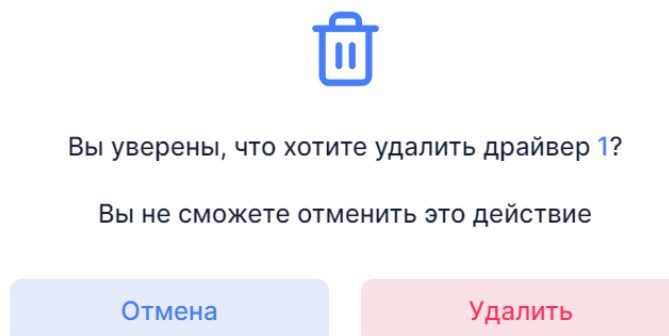 Вы уверены, что хотите удалить драйвер 1?
Вы не сможете отменить это действие
Отмена
Удалить